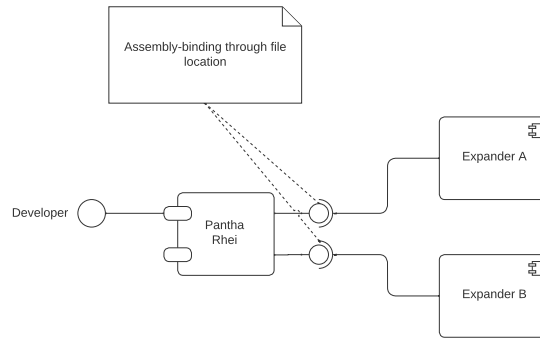 Assembly-binding through file
location
Developer
Pantha
Rhei
Expander A
Expander B